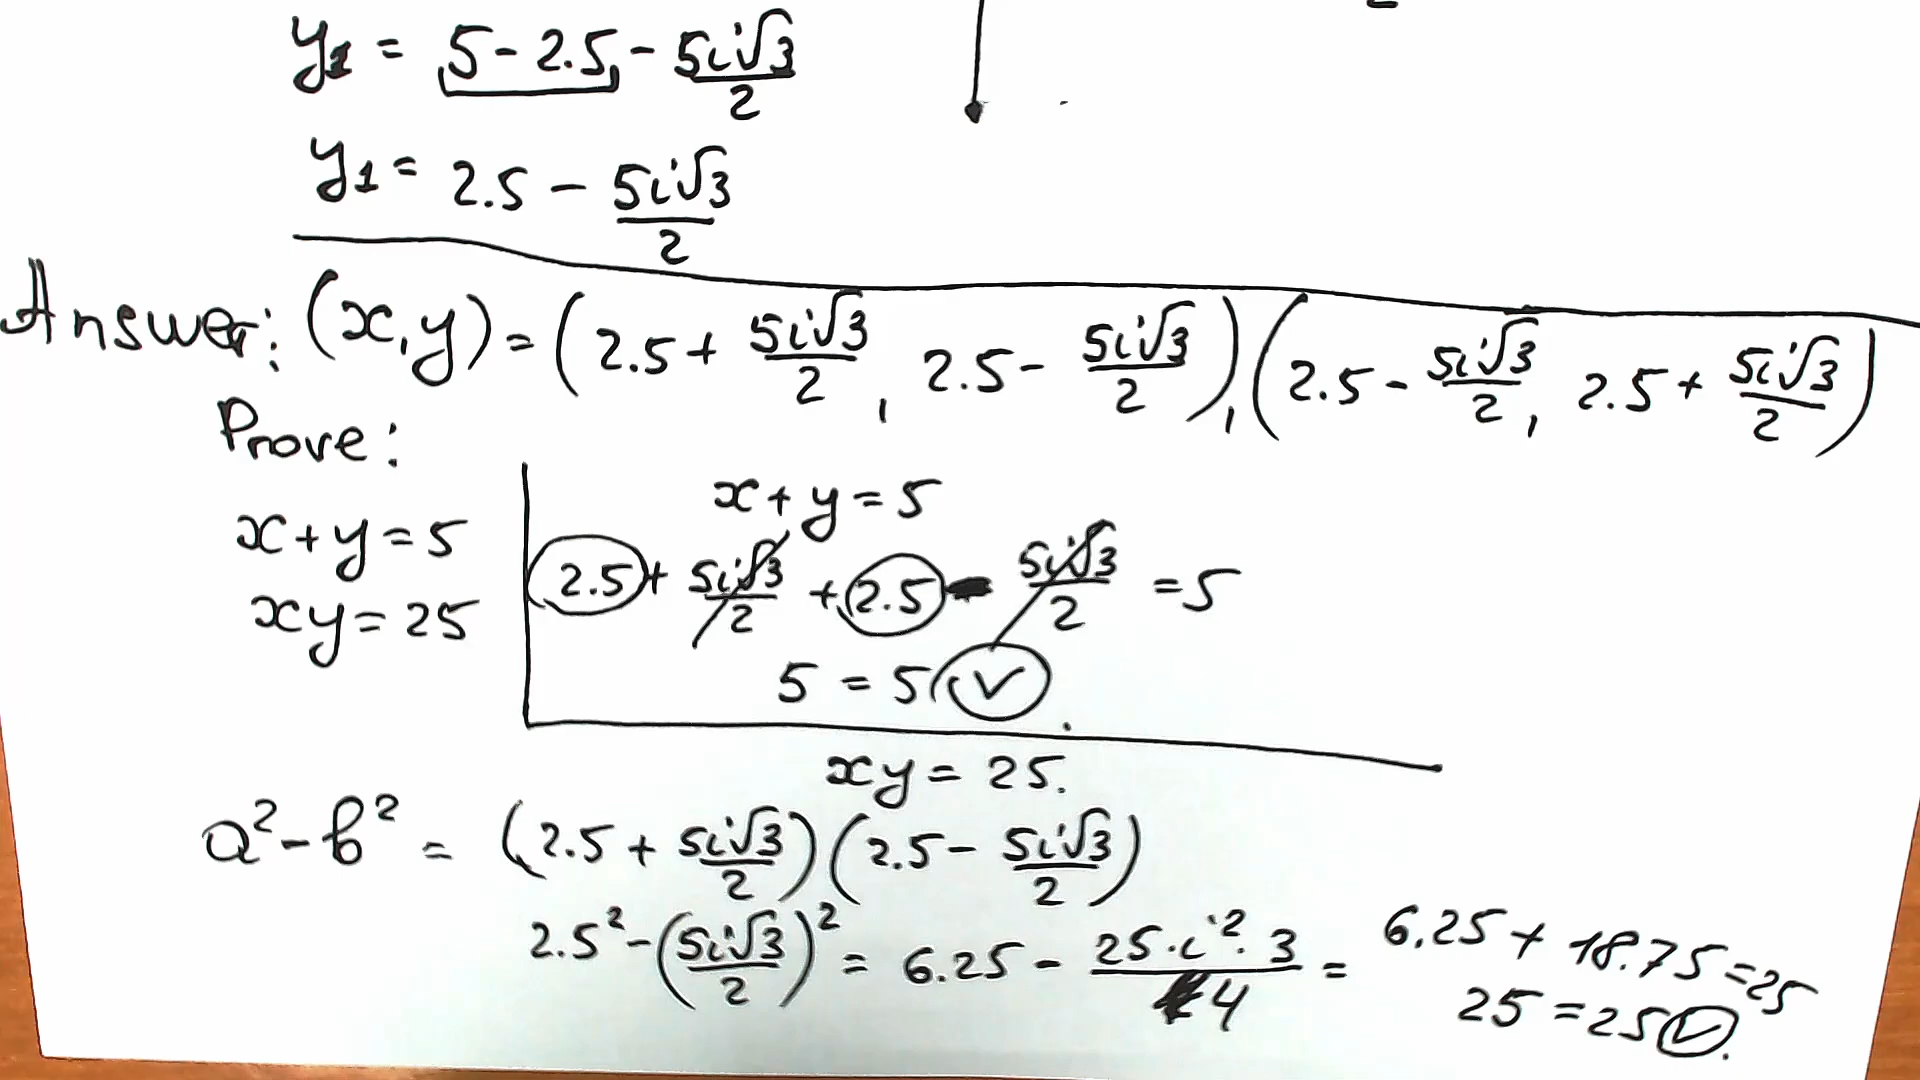 y₁ = 5 - 2.5 - 5i√3/2
y₁ = 2.5 - 5i√3/2
Answer: (x,y) = (2.5 + 5i√3/2, 2.5 - 5i√3/2), (2.5 - 5i√3/2, 2.5 + 5i√3/2)
Prove:
x + y = 5
xy = 25
x + y = 5
2.5 + 5i√3/2 + 2.5 - 5i√3/2 = 5
5 = 5 ✓
xy = 25.
a² - b² = (2.5 + 5i√3/2)(2.5 - 5i√3/2)
2.5² - (5i√3/2)² = 6.25 - 25·i²·3/4 = 6.25 + 18.75 = 25
25 = 25 ✓